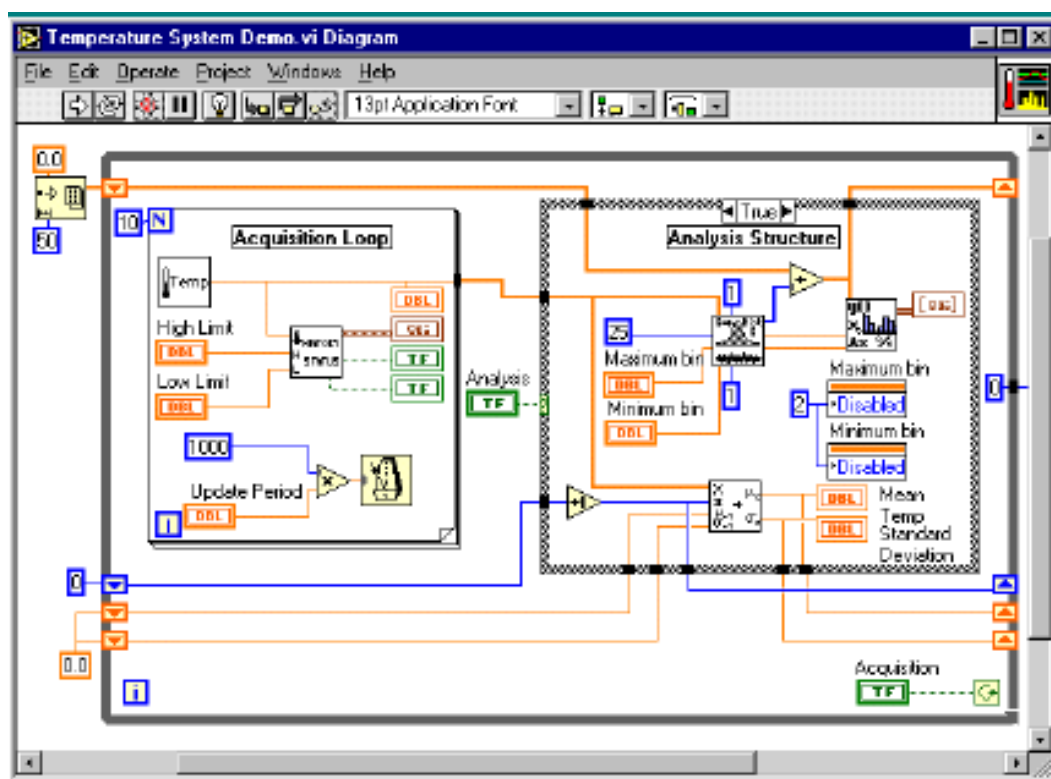 Temperature System Demo.vi Diagram
File Edit Operate Project Windows Help
13pt Application Font
0.0
50
10 N
Acquisition Loop
Temp
DBL
High Limit
DBL
STATUS
TF
Low Limit
DBL
TF
1000
Update Period
DBL
i
Analysis
TF
True
Analysis Structure
1
25
Maximum bin
DBL
Minimum bin
DBL
1
Maximum bin
2
Disabled
Minimum bin
Disabled
0
DBL Mean
Temp
DBL Standard
Deviation
0
0.0
i
Acquisition
TF